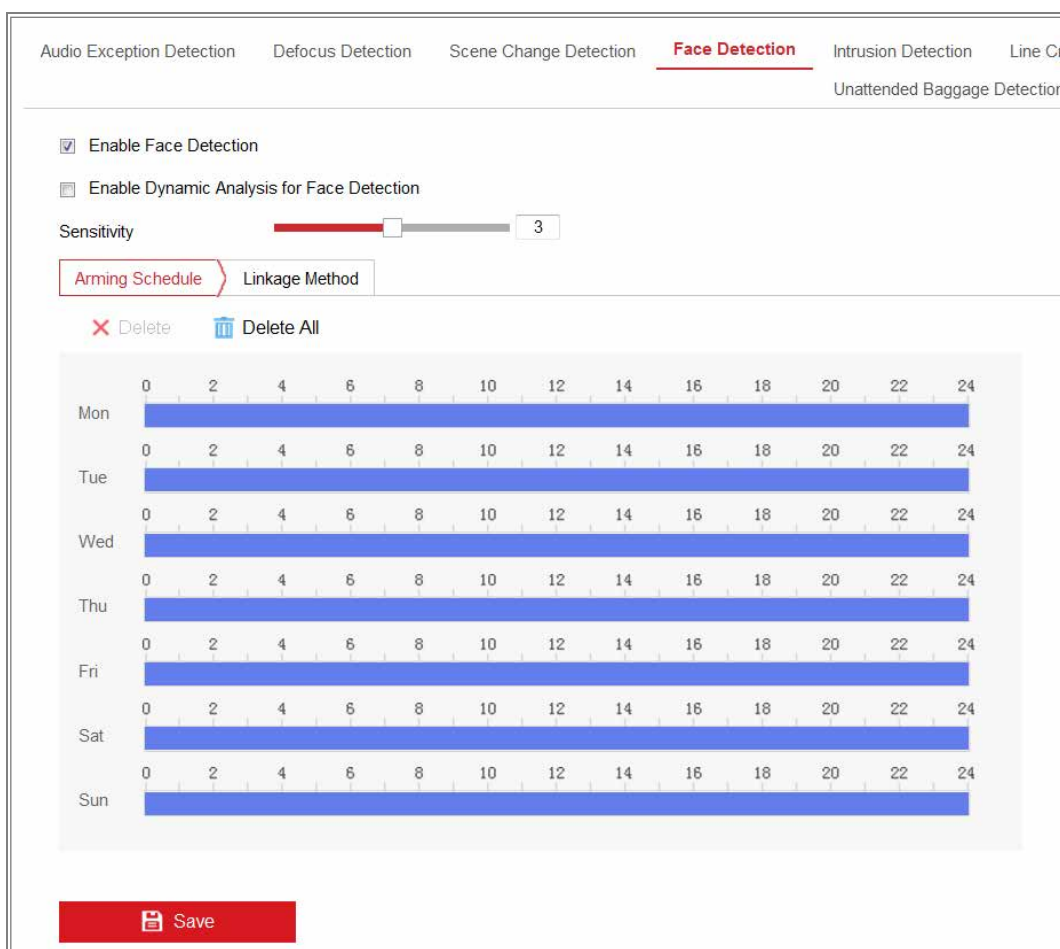 Audio Exception Detection Defocus Detection Scene Change Detection Face Detection Intrusion Detection Line
Unattended Baggage Detection
Enable Face Detection
Enable Dynamic Analysis for Face Detection
Sensitivity 3
Arming Schedule Linkage Method
Delete Delete All
0 2 4 6 8 10 12 14 16 18 20 22 24
Mon
0 2 4 6 8 10 12 14 16 18 20 22 24
Tue
0 2 4 6 8 10 12 14 16 18 20 22 24
Wed
0 2 4 6 8 10 12 14 16 18 20 22 24
Thu
0 2 4 6 8 10 12 14 16 18 20 22 24
Fri
0 2 4 6 8 10 12 14 16 18 20 22 24
Sat
0 2 4 6 8 10 12 14 16 18 20 22 24
Sun
Save